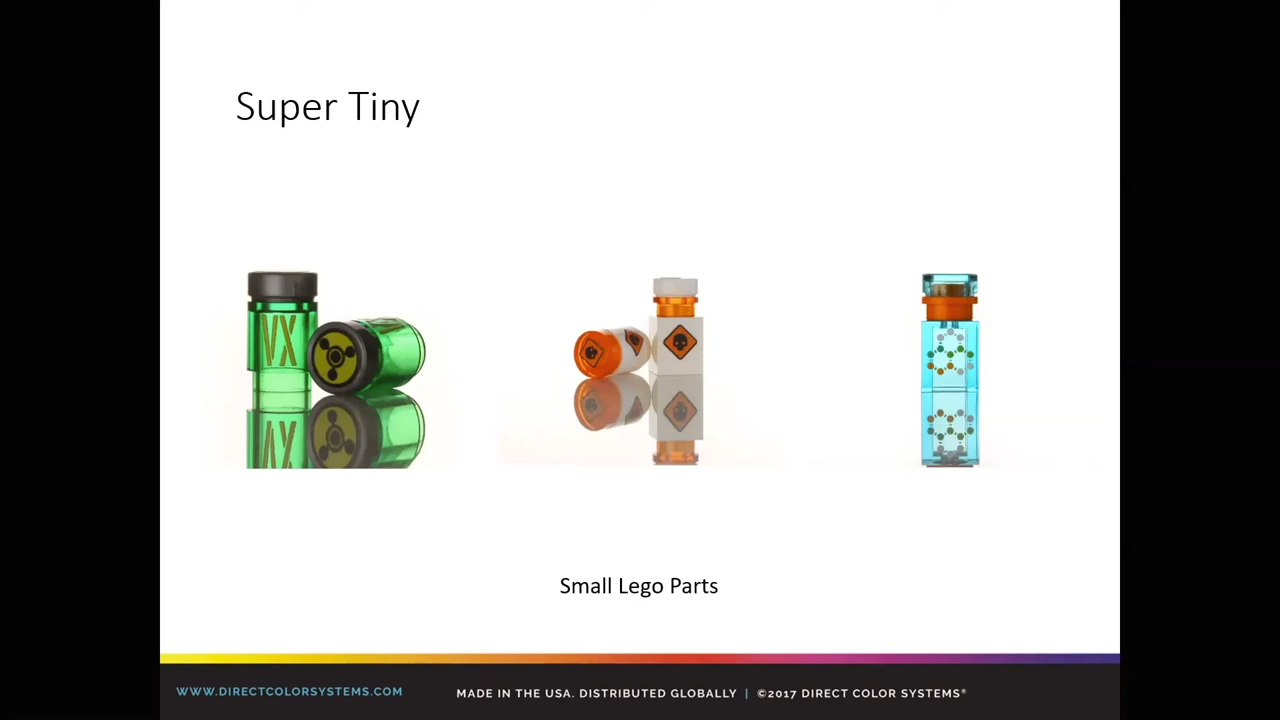 Super Tiny
VX
VX
Small Lego Parts
WWW.DIRECTCOLORSYSTEMS.COM
MADE IN THE USA. DISTRIBUTED GLOBALLY | ©2017 DIRECT COLOR SYSTEMS®